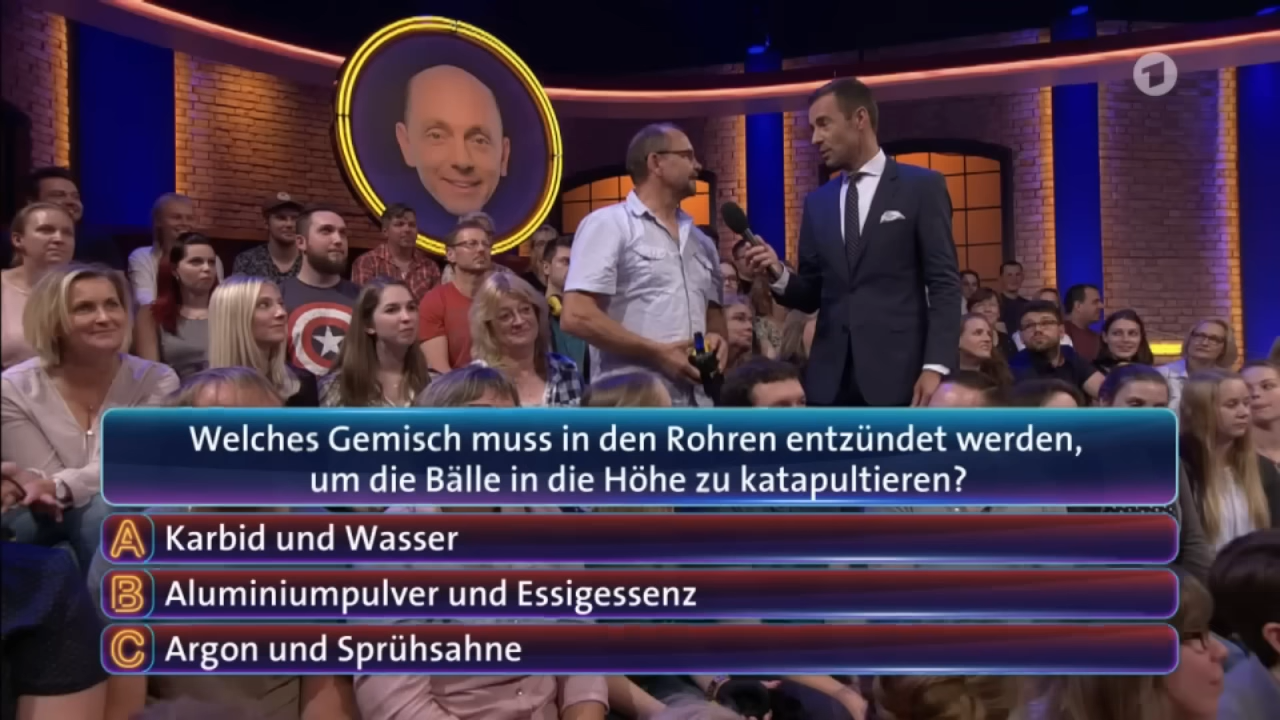 1
Welches Gemisch muss in den Rohren entzündet werden,
um die Bälle in die Höhe zu katapultieren?
A Karbid und Wasser
B Aluminiumpulver und Essigessenz
C Argon und Sprühsahne